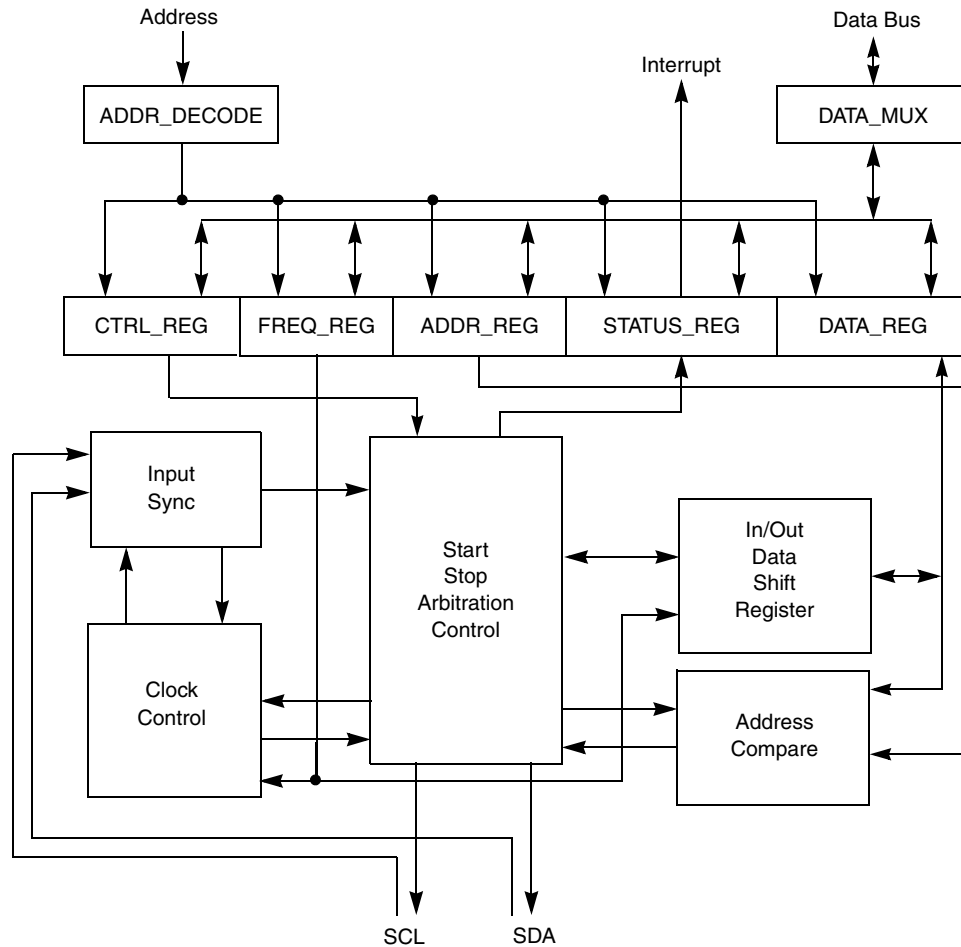 Address
Data Bus
Interrupt
ADDR_DECODE
DATA_MUX
CTRL_REG
FREQ_REG
ADDR_REG
STATUS_REG
DATA_REG
Input
Sync
Start
Stop
Arbitration
Control
In/Out
Data
Shift
Register
Clock
Control
Address
Compare
SCL
SDA